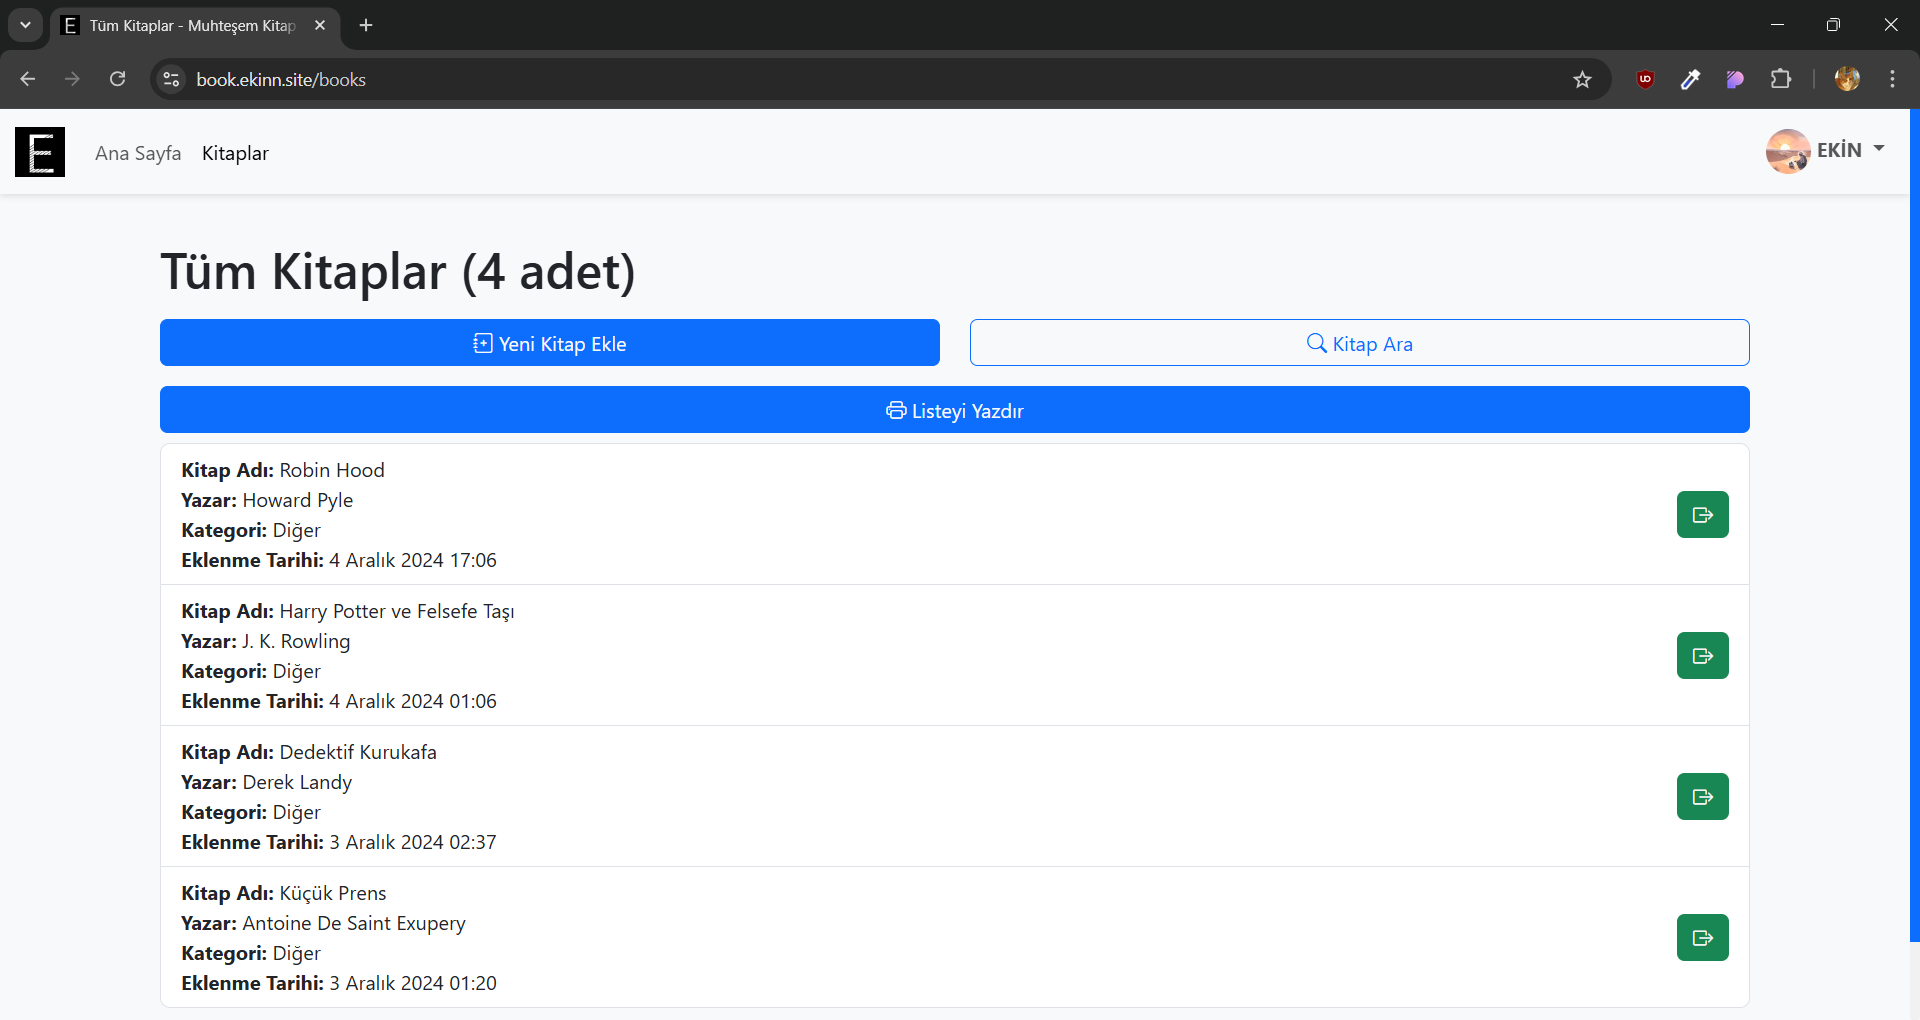 Tüm Kitaplar - Muhteşem Kitap
book.ekinn.site/books
E
Ana Sayfa
Kitaplar
EKİN
Tüm Kitaplar (4 adet)
Yeni Kitap Ekle
Kitap Ara
Listeyi Yazdır
Kitap Adı: Robin Hood
Yazar: Howard Pyle
Kategori: Diğer
Eklenme Tarihi: 4 Aralık 2024 17:06
Kitap Adı: Harry Potter ve Felsefe Taşı
Yazar: J. K. Rowling
Kategori: Diğer
Eklenme Tarihi: 4 Aralık 2024 01:06
Kitap Adı: Dedektif Kurukafa
Yazar: Derek Landy
Kategori: Diğer
Eklenme Tarihi: 3 Aralık 2024 02:37
Kitap Adı: Küçük Prens
Yazar: Antoine De Saint Exupery
Kategori: Diğer
Eklenme Tarihi: 3 Aralık 2024 01:20